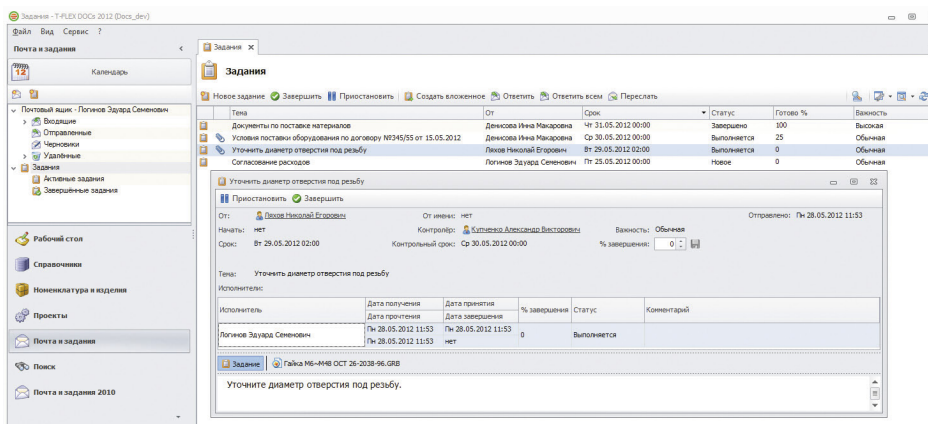 Задания - T-FLEX DOCs 2012 (Docs_dev)
Файл Вид Сервис ?
Почта и задания
Календарь
12
Почтовый ящик - Логинов Эдуард Семенович
Входящие
Отправленные
Черновики
Удалённые
Задания
Активные задания
Завершённые задания
Рабочий стол
Справочники
Номенклатура и изделия
Проекты
Почта и задания
Поиск
Почта и задания 2010
Задания
Задания
Новое задание Завершить Приостановить Создать вложенное Ответить Ответить всем Переслать
Тема От Срок Статус Готово % Важность
Документы по поставке материалов Денисова Инна Макаровна Чт 31.05.2012 00:00 Завершено 100 Высокая
Условия поставки оборудования по договору №345/55 от 15.05.2012 Денисова Инна Макаровна Ср 30.05.2012 00:00 Выполняется 25 Обычная
Уточнить диаметр отверстия под резьбу Ляхов Николай Егорович Вт 29.05.2012 02:00 Выполняется 0 Обычная
Согласование расходов Логинов Эдуард Семенович Пт 25.05.2012 00:00 Новое 0 Обычная
Уточнить диаметр отверстия под резьбу
Приостановить Завершить
От: Ляхов Николай Егорович От имени: нет Отправлено: Пн 28.05.2012 11:53
Начать: нет Контролёр: Купченко Александр Викторович Важность: Обычная
Срок: Вт 29.05.2012 02:00 Контрольный срок: Ср 30.05.2012 00:00 % завершения: 0
Тема: Уточнить диаметр отверстия под резьбу
Исполнители:
Исполнитель Дата получения Дата принятия % завершения Статус Комментарий
Дата прочтения Дата завершения
Логинов Эдуард Семенович Пн 28.05.2012 11:53 Пн 28.05.2012 11:53 0 Выполняется
Пн 28.05.2012 11:53 нет
Задание Гайка М6~М48 ОСТ 26-2038-96.GRB
Уточните диаметр отверстия под резьбу.